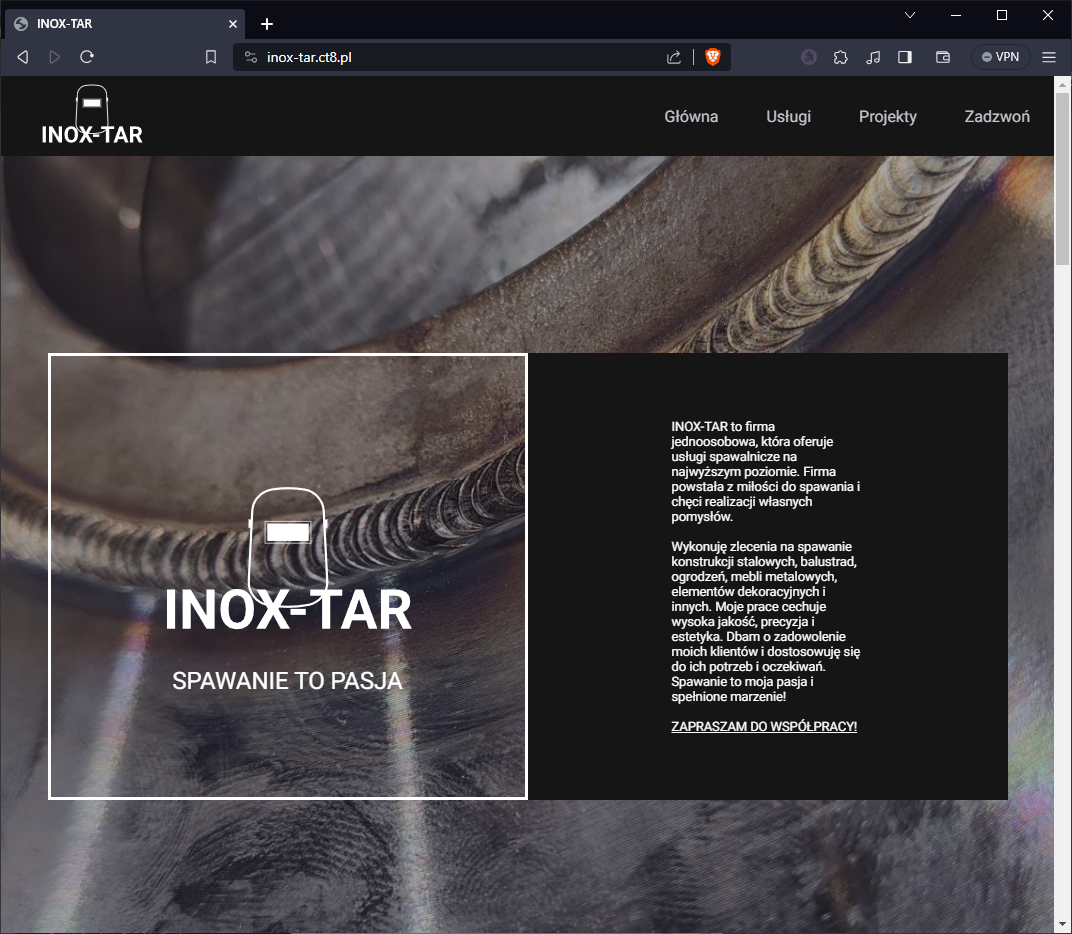 INOX-TAR
inox-tar.ct8.pl
VPN
INOX-TAR
Główna
Usługi
Projekty
Zadzwoń
INOX-TAR
SPAWANIE TO PASJA
INOX-TAR to firma
jednoosobowa, która oferuje
usługi spawalnicze na
najwyższym poziomie. Firma
powstała z miłości do spawania i
chęci realizacji własnych
pomysłów.
Wykonuję zlecenia na spawanie
konstrukcji stalowych, balustrad,
ogrodzeń, mebli metalowych,
elementów dekoracyjnych i
innych. Moje prace cechuje
wysoka jakość, precyzja i
estetyka. Dbam o zadowolenie
moich klientów i dostosowuję się
do ich potrzeb i oczekiwań.
Spawanie to moja pasja i
spełnione marzenie!
ZAPRASZAM DO WSPÓŁPRACY!